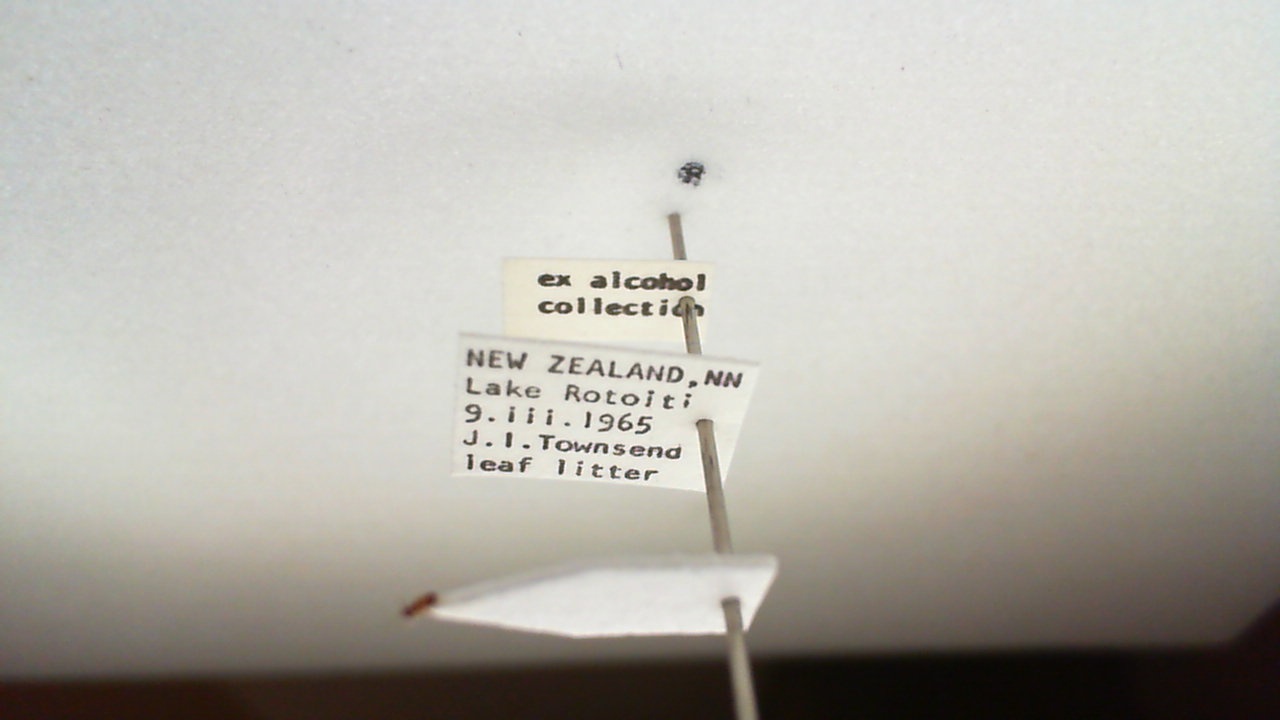 ex alcohol
collection
NEW ZEALAND,NN
Lake Rotoiti
9.iii.1965
J.I.Townsend
leaf litter